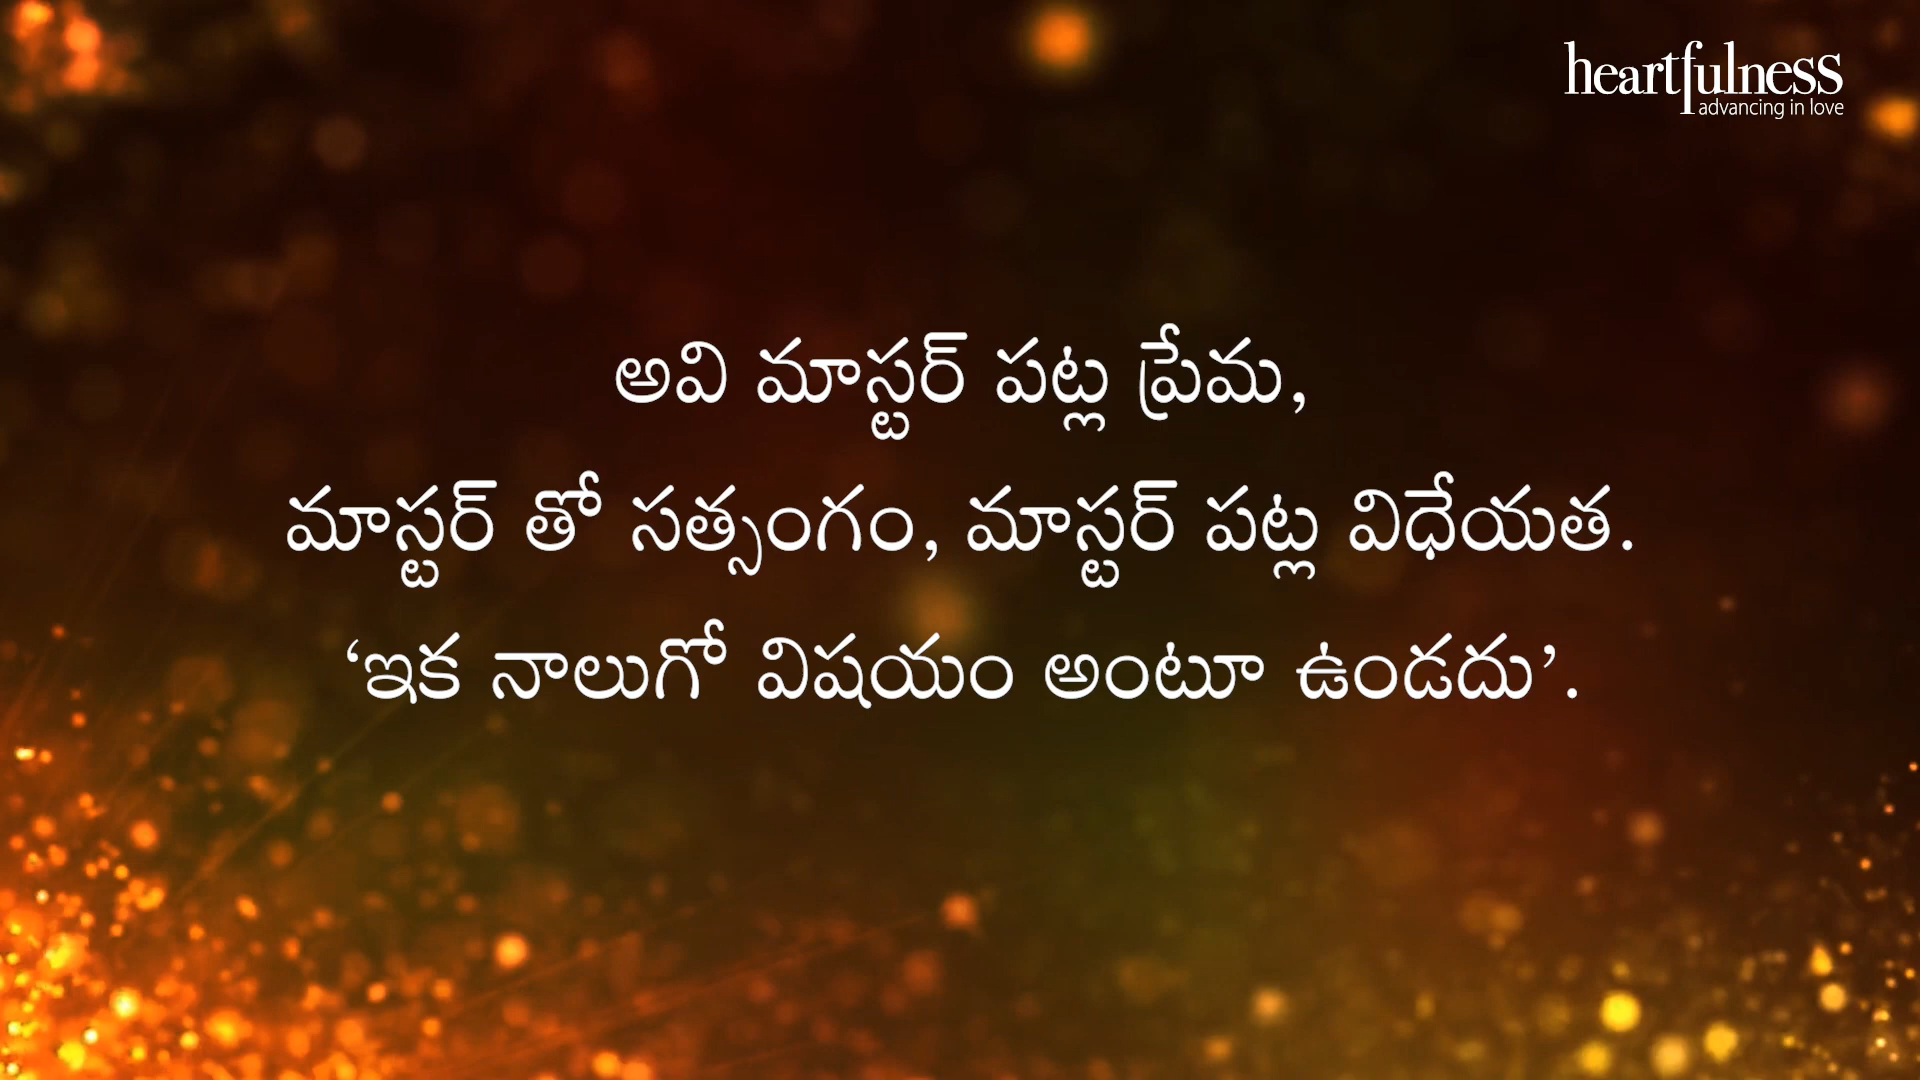 heartfulness
advancing in love
అవి మాస్టర్ పట్ల ప్రేమ,
మాస్టర్ తో సత్సంగం, మాస్టర్ పట్ల విధేయత.
‘ఇక నాలుగో విషయం అంటూ ఉండదు’.